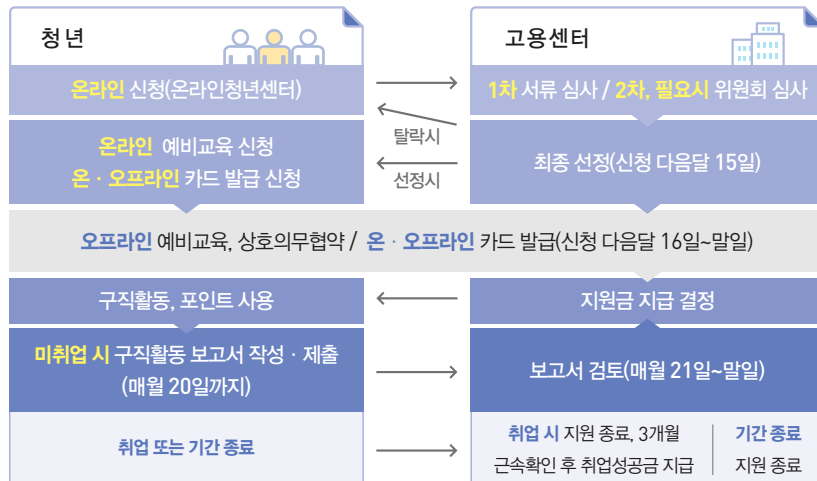 청년
고용센터
온라인 신청(온라인청년센터)
1차 서류 심사 / 2차, 필요시 위원회 심사
탈락시
온라인 예비교육 신청
온 · 오프라인 카드 발급 신청
선정시
최종 선정(신청 다음달 15일)
오프라인 예비교육, 상호의무협약 / 온 · 오프라인 카드 발급(신청 다음달 16일~말일)
구직활동, 포인트 사용
지원금 지급 결정
미취업 시 구직활동 보고서 작성 · 제출
(매월 20일까지)
보고서 검토(매월 21일~말일)
취업 또는 기간 종료
취업 시 지원 종료, 3개월
근속확인 후 취업성공금 지급
기간 종료
지원 종료